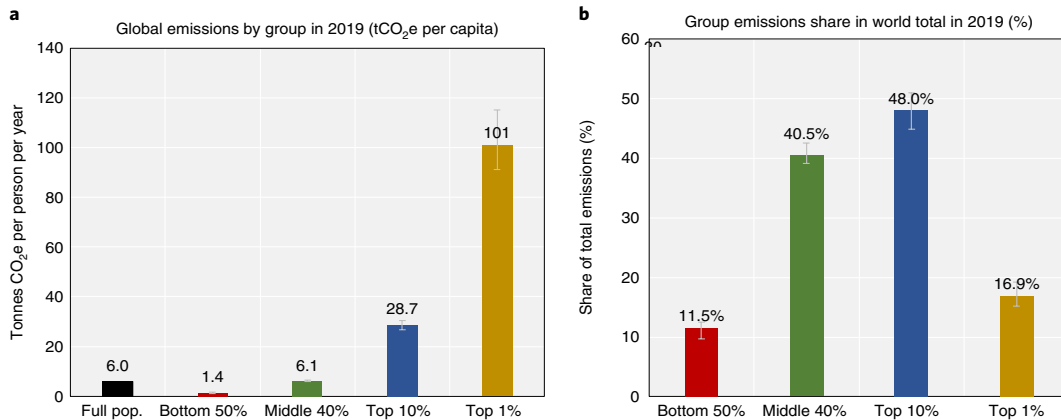 a
Global emissions by group in 2019 (tCO₂e per capita)
Tonnes CO₂e per person per year
140
120
100
80
60
40
20
0
6.0
1.4
6.1
28.7
101
Full pop.
Bottom 50%
Middle 40%
Top 10%
Top 1%
b
Group emissions share in world total in 2019 (%)
Share of total emissions (%)
60
50
40
30
20
10
0
11.5%
40.5%
48.0%
16.9%
Bottom 50%
Middle 40%
Top 10%
Top 1%